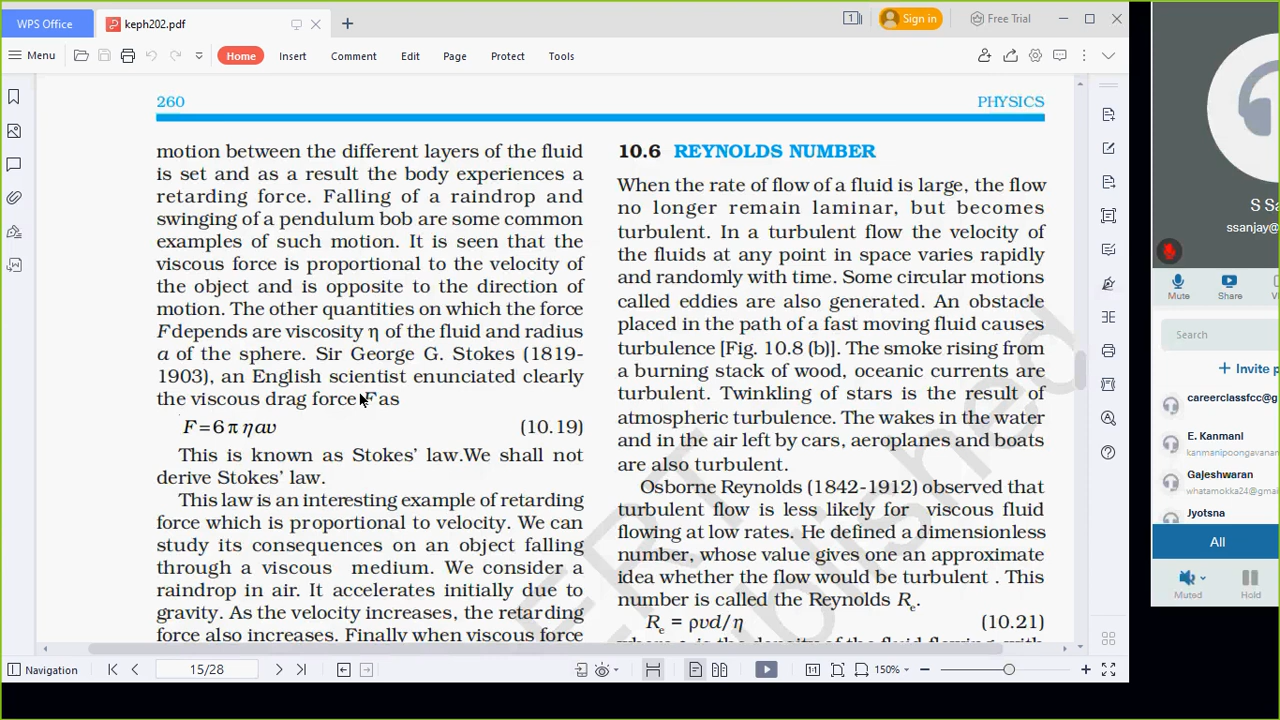 WPS Office
keph202.pdf
Sign in
Free Trial
Menu
Home
Insert
Comment
Edit
Page
Protect
Tools
260
PHYSICS
motion between the different layers of the fluid
is set and as a result the body experiences a
retarding force. Falling of a raindrop and
swinging of a pendulum bob are some common
examples of such motion. It is seen that the
viscous force is proportional to the velocity of
the object and is opposite to the direction of
motion. The other quantities on which the force
F depends are viscosity η of the fluid and radius
a of the sphere. Sir George G. Stokes (1819-
1903), an English scientist enunciated clearly
the viscous drag force F as
F = 6 π ηav (10.19)
This is known as Stokes’ law.We shall not
derive Stokes’ law.
This law is an interesting example of retarding
force which is proportional to velocity. We can
study its consequences on an object falling
through a viscous medium. We consider a
raindrop in air. It accelerates initially due to
gravity. As the velocity increases, the retarding
force also increases. Finally when viscous force
10.6 REYNOLDS NUMBER
When the rate of flow of a fluid is large, the flow
no longer remain laminar, but becomes
turbulent. In a turbulent flow the velocity of
the fluids at any point in space varies rapidly
and randomly with time. Some circular motions
called eddies are also generated. An obstacle
placed in the path of a fast moving fluid causes
turbulence [Fig. 10.8 (b)]. The smoke rising from
a burning stack of wood, oceanic currents are
turbulent. Twinkling of stars is the result of
atmospheric turbulence. The wakes in the water
and in the air left by cars, aeroplanes and boats
are also turbulent.
Osborne Reynolds (1842-1912) observed that
turbulent flow is less likely for viscous fluid
flowing at low rates. He defined a dimensionless
number, whose value gives one an approximate
idea whether the flow would be turbulent . This
number is called the Reynolds Re.
Re = ρvd/η (10.21)
Navigation
15/28
150%
S Sa
ssanjay@
Mute
Share
Search
+ Invite p
careerclassfcc@g
E. Kanmani
kanmanipoongavanan
Gajeshwaran
whatamokka24@gmail
Jyotsna
All
Muted
Hold